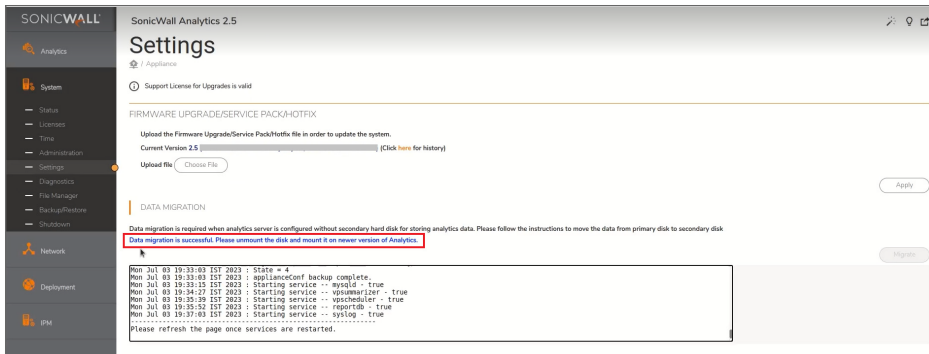 SONICWALL
SonicWall Analytics 2.5
Settings
/ Appliance
Analytics
System
Status
Licenses
Time
Administration
Settings
Diagnostics
File Manager
Backup/Restore
Shutdown
Network
Deployment
IPM
Support License for Upgrades is valid
FIRMWARE UPGRADE/SERVICE PACK/HOTFIX
Upload the Firmware Upgrade/Service Pack/Hotfix file in order to update the system.
Current Version 2.5 [ ] (Click here for history)
Upload file Choose File
Apply
DATA MIGRATION
Data migration is required when analytics server is configured without secondary hard disk for storing analytics data. Please follow the instructions to move the data from primary disk to secondary disk
Data migration is successful. Please unmount the disk and mount it on newer version of Analytics.
Migrate
Mon Jul 03 19:33:03 IST 2023 : State = 4
Mon Jul 03 19:33:03 IST 2023 : applianceConf backup complete.
Mon Jul 03 19:33:15 IST 2023 : Starting service -- mysqld - true
Mon Jul 03 19:34:27 IST 2023 : Starting service -- vpsummarizer - true
Mon Jul 03 19:35:39 IST 2023 : Starting service -- vpscheduler - true
Mon Jul 03 19:35:52 IST 2023 : Starting service -- reportdb - true
Mon Jul 03 19:37:03 IST 2023 : Starting service -- syslog - true
------------------------------------------------------------
Please refresh the page once services are restarted.